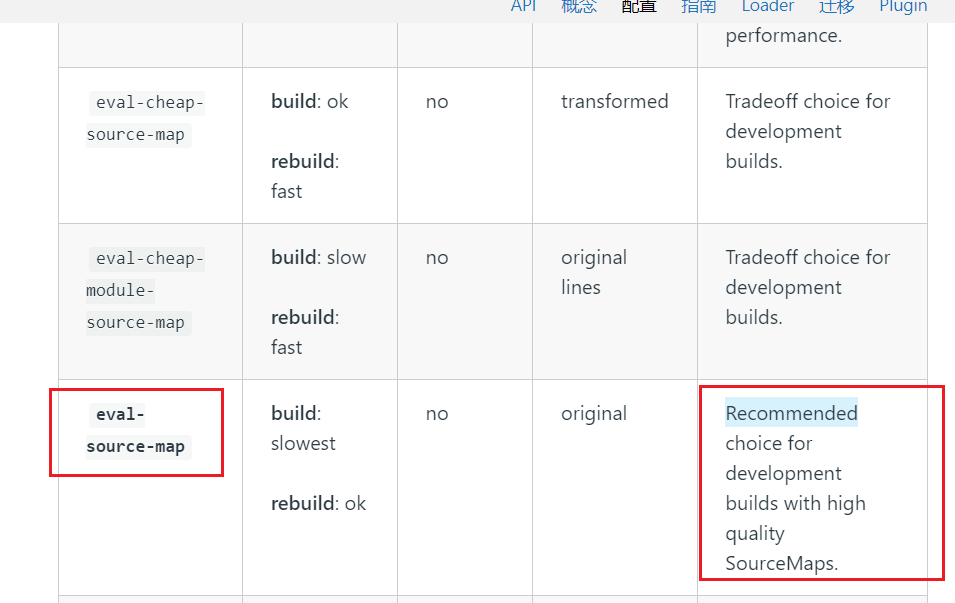 API 概念 配置 指南 Loader 迁移 Plugin
performance.
eval-cheap-
source-map
build: ok
rebuild:
fast
no
transformed
Tradeoff choice for
development
builds.
eval-cheap-
module-
source-map
build: slow
rebuild:
fast
no
original
lines
Tradeoff choice for
development
builds.
eval-
source-map
build:
slowest
rebuild: ok
no
original
Recommended
choice for
development
builds with high
quality
SourceMaps.